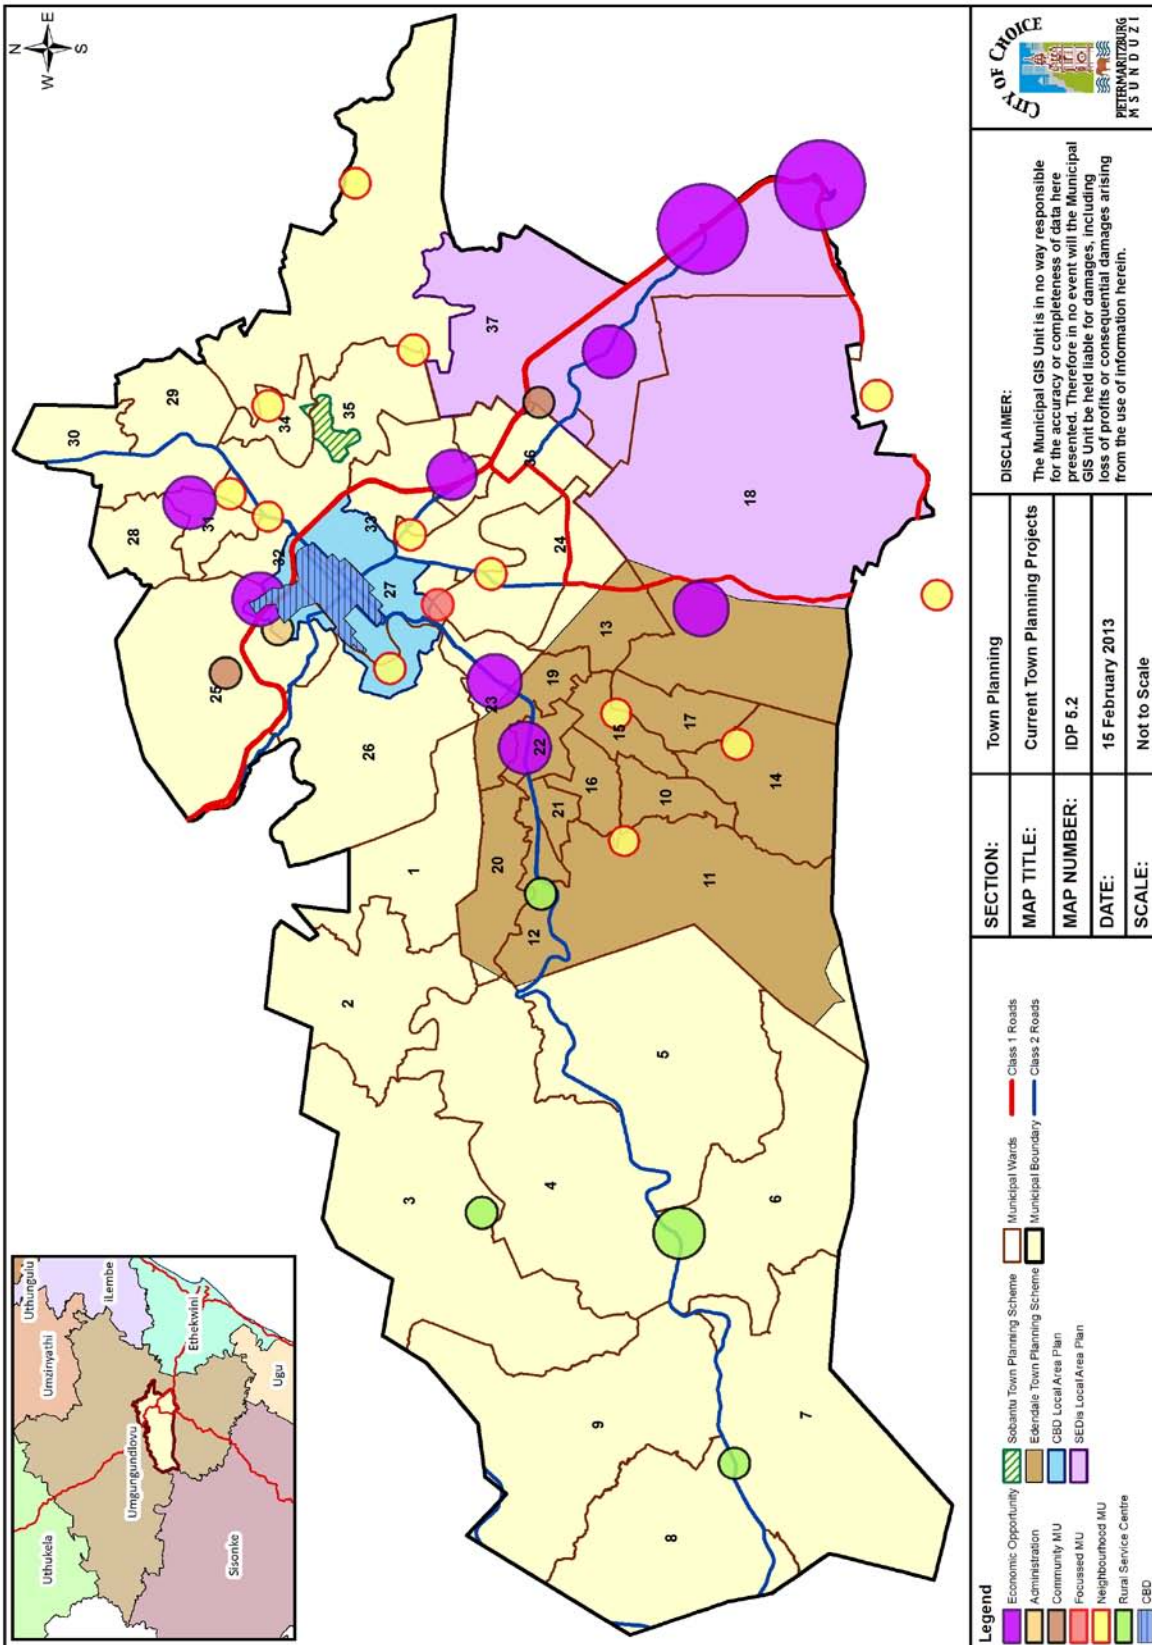 N
E
S
W
Uthungulu
Umzinyathi
iLembe
Uthukela
Umgungundlovu
Ethekwini
Ugu
Sisonke
30
29
28
31
34
35
32
33
25
27
26
37
36
24
18
13
19
23
22
15
17
14
16
10
21
20
11
12
1
2
3
4
5
6
7
8
9
Legend
Economic Opportunity
Administration
Community MU
Focussed MU
Neighbourhood MU
Rural Service Centre
CBD
Sobantu Town Planning Scheme
Edendale Town Planning Scheme
CBD Local Area Plan
SEDis Local Area Plan
Municipal Wards
Municipal Boundary
Class 1 Roads
Class 2 Roads
SECTION: Town Planning
MAP TITLE: Current Town Planning Projects
MAP NUMBER: IDP 5.2
DATE: 15 February 2013
SCALE: Not to Scale
DISCLAIMER:
The Municipal GIS Unit is in no way responsible
for the accuracy or completeness of data here
presented. Therefore in no event will the Municipal
GIS Unit be held liable for damages, including
loss of profits or consequential damages arising
from the use of information herein.
CITY OF CHOICE
PIETERMARITZBURG
MSUNDUZI